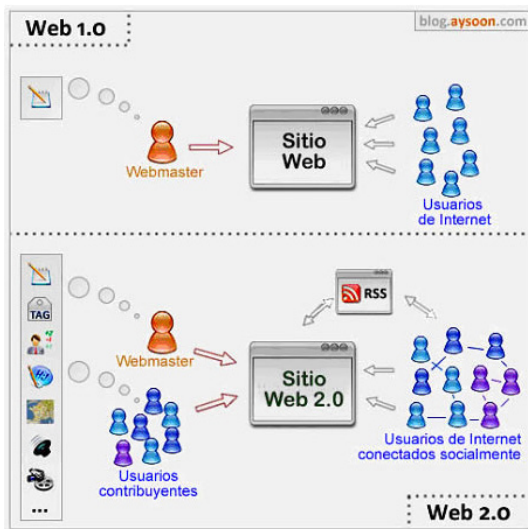 Web 1.0
blog.aysoon.com
Sitio
Web
Webmaster
Usuarios
de Internet
TAG
RSS
Webmaster
Sitio
Web 2.0
Usuarios
contribuyentes
Usuarios de Internet
conectados socialmente
...
Web 2.0